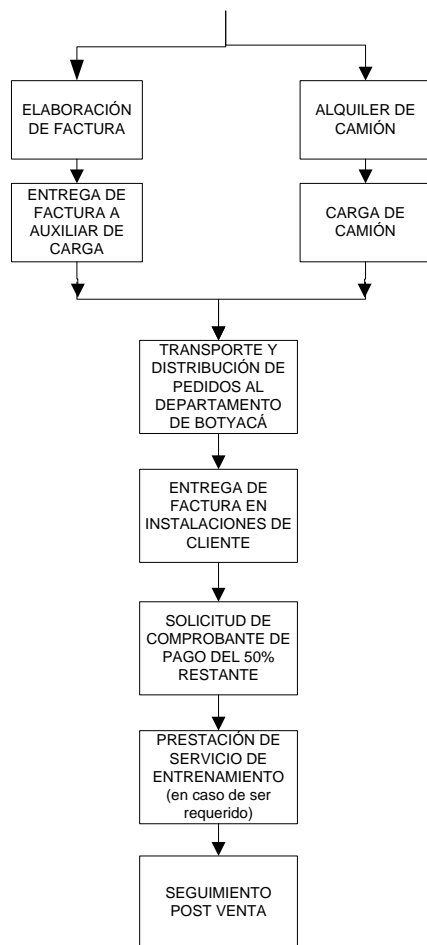 ELABORACIÓN
DE FACTURA
ALQUILER DE
CAMIÓN
ENTREGA DE
FACTURA A
AUXILIAR DE
CARGA
CARGA DE
CAMIÓN
TRANSPORTE Y
DISTRIBUCIÓN DE
PEDIDOS AL
DEPARTAMENTO
DE BOTYACÁ
ENTREGA DE
FACTURA EN
INSTALACIONES DE
CLIENTE
SOLICITUD DE
COMPROBANTE DE
PAGO DEL 50%
RESTANTE
PRESTACIÓN DE
SERVICIO DE
ENTRENAMIENTO
(en caso de ser
requerido)
SEGUIMIENTO
POST VENTA